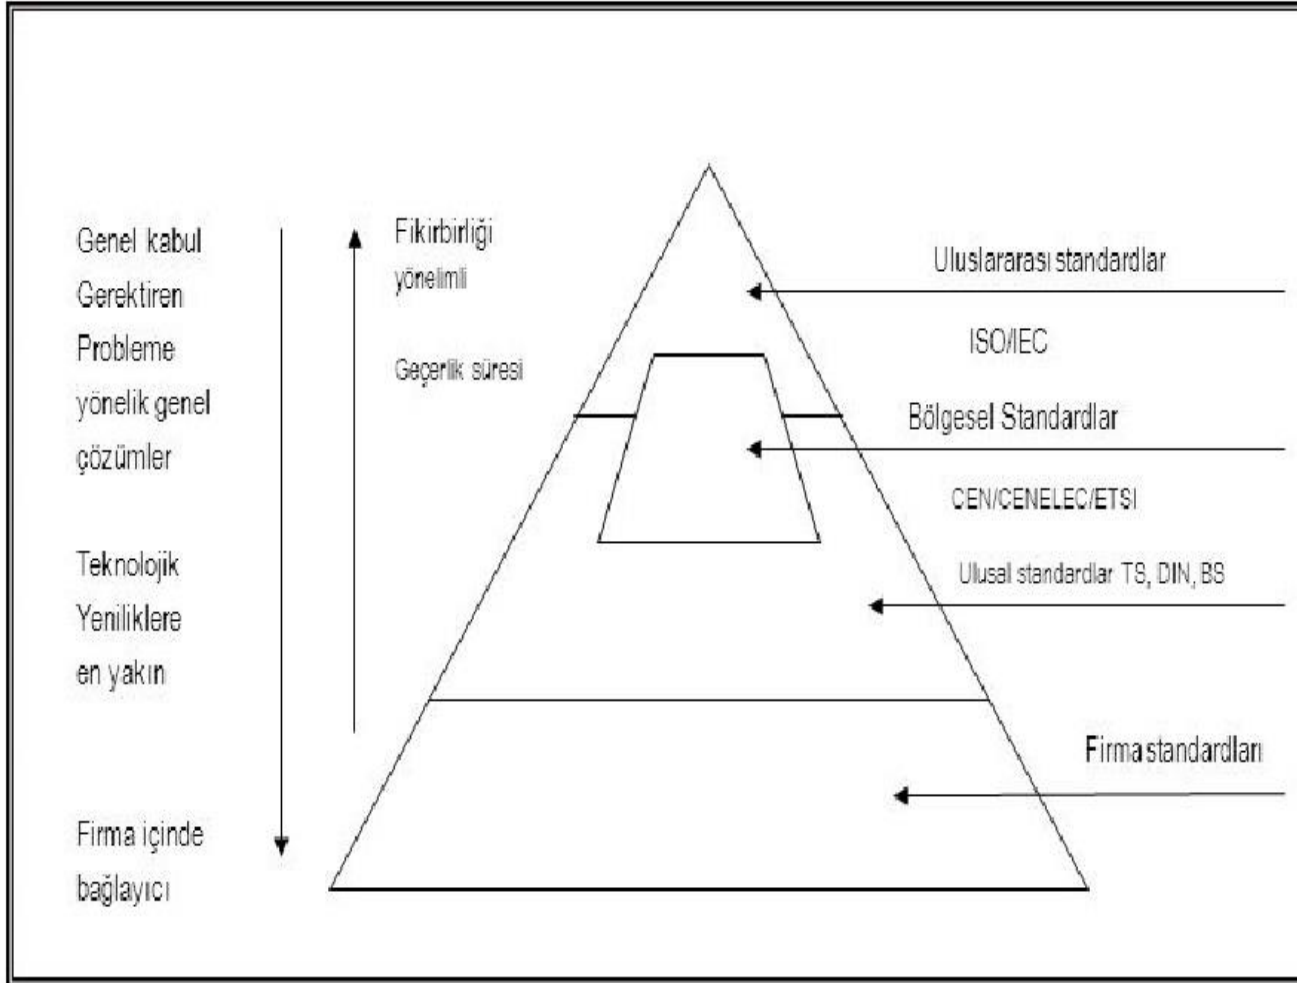 Genel kabul
Gerektiren
Probleme
yönelik genel
çözümler
Teknolojik
Yeniliklere
en yakın
Firma içinde
bağlayıcı
Fikirbirliği
yönelimli
Geçerlik süresi
Uluslararası standardlar
ISO/IEC
Bölgesel Standardlar
CEN/CENELEC/ETSI
Ulusal standardlar TS, DIN, BS
Firma standardları